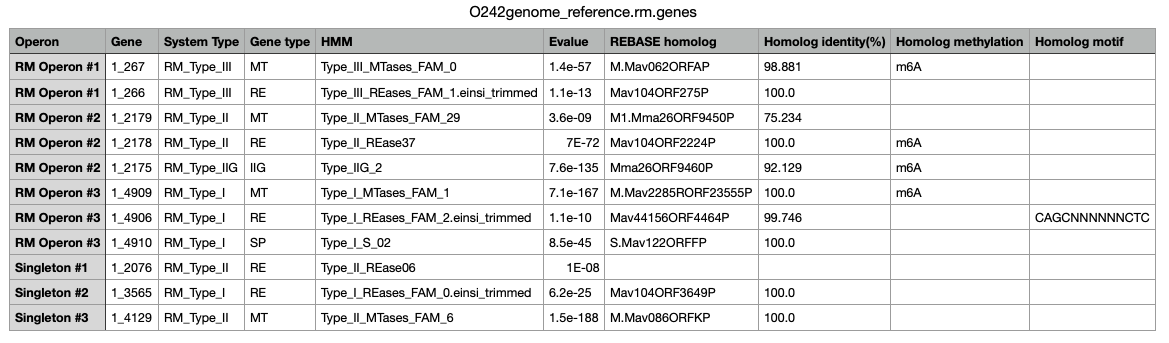 O242genome_reference.rm.genes
Operon Gene System Type Gene type HMM Evalue REBASE homolog Homolog identity(%) Homolog methylation Homolog motif
RM Operon #1 1_267 RM_Type_III MT Type_III_MTases_FAM_0 1.4e-57 M.Mav062ORFAP 98.881 m6A
RM Operon #1 1_266 RM_Type_III RE Type_III_REases_FAM_1.einsi_trimmed 1.1e-13 Mav104ORF275P 100.0
RM Operon #2 1_2179 RM_Type_II MT Type_II_MTases_FAM_29 3.6e-09 M1.Mma26ORF9450P 75.234
RM Operon #2 1_2178 RM_Type_II RE Type_II_REase37 7E-72 Mav104ORF2224P 100.0 m6A
RM Operon #2 1_2175 RM_Type_IIG IIG Type_IIG_2 7.6e-135 Mma26ORF9460P 92.129 m6A
RM Operon #3 1_4909 RM_Type_I MT Type_I_MTases_FAM_1 7.1e-167 M.Mav2285RORF23555P 100.0 m6A
RM Operon #3 1_4906 RM_Type_I RE Type_I_REases_FAM_2.einsi_trimmed 1.1e-10 Mav44156ORF4464P 99.746 CAGCNNNNNNCTC
RM Operon #3 1_4910 RM_Type_I SP Type_I_S_02 8.5e-45 S.Mav122ORFFP 100.0
Singleton #1 1_2076 RM_Type_II RE Type_II_REase06 1E-08
Singleton #2 1_3565 RM_Type_I RE Type_I_REases_FAM_0.einsi_trimmed 6.2e-25 Mav104ORF3649P 100.0
Singleton #3 1_4129 RM_Type_II MT Type_II_MTases_FAM_6 1.5e-188 M.Mav086ORFKP 100.0